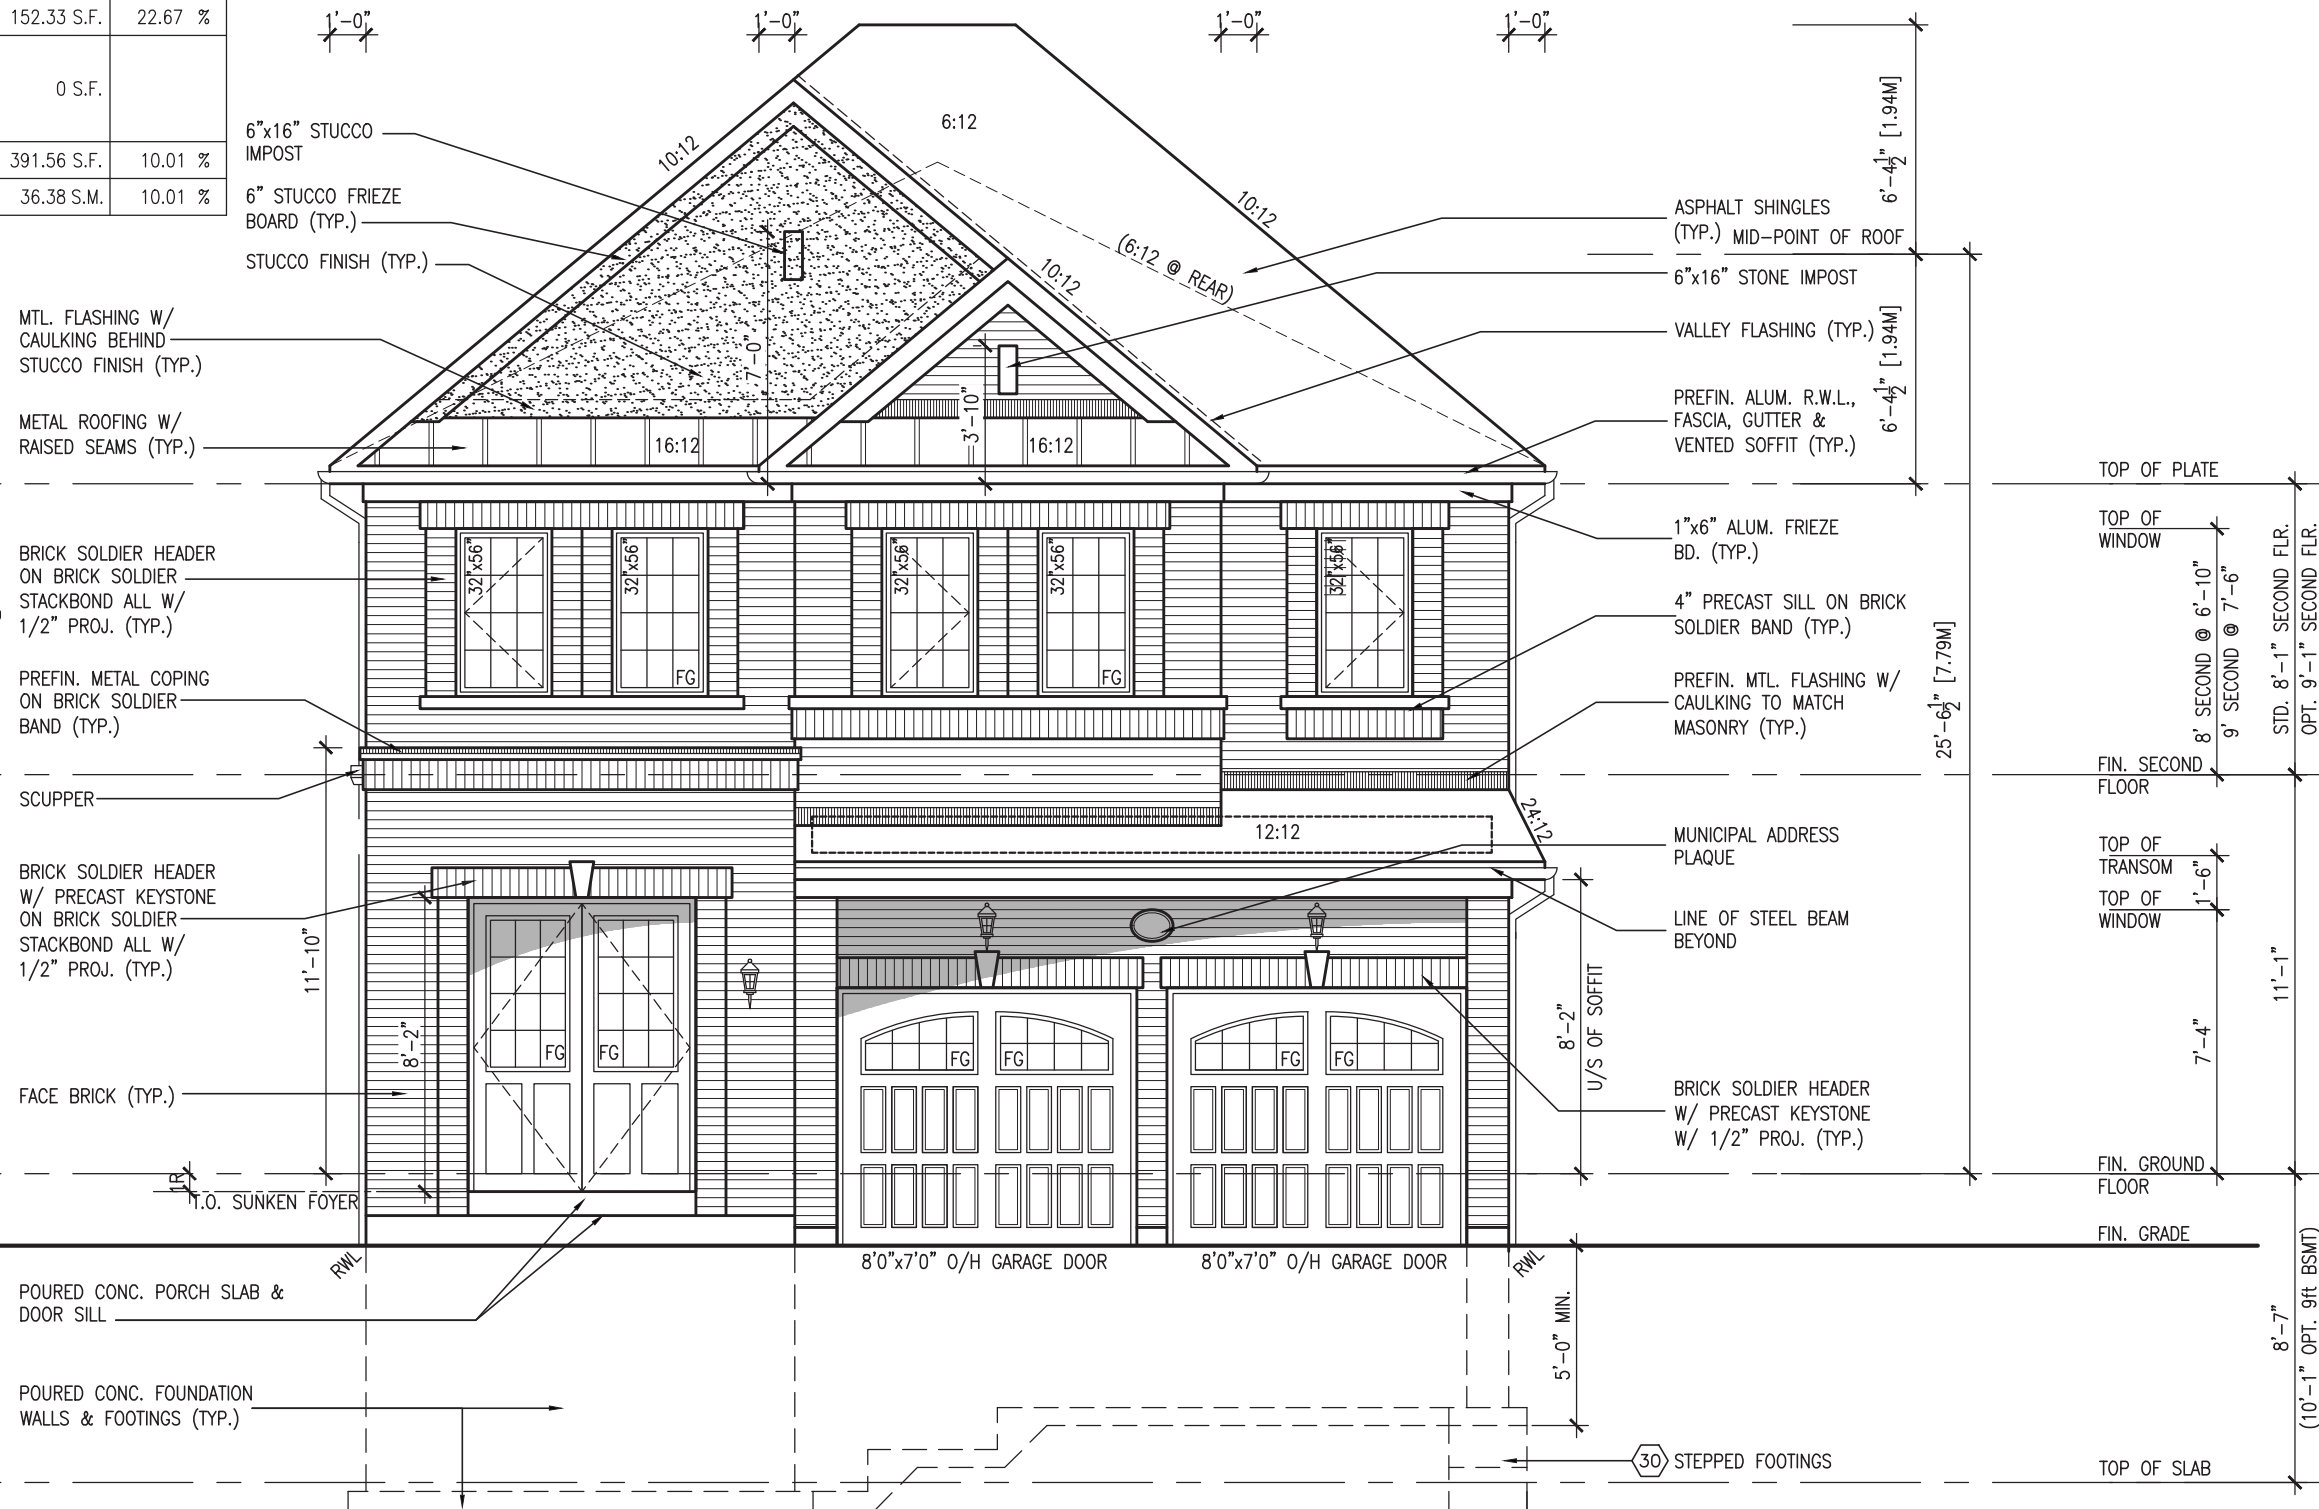 152.33 S.F. 22.67 %
0 S.F.
391.56 S.F. 10.01 %
36.38 S.M. 10.01 %
1'-0" 1'-0" 1'-0" 1'-0"
6"x16" STUCCO
IMPOST
6" STUCCO FRIEZE
BOARD (TYP.)
STUCCO FINISH (TYP.)
MTL. FLASHING W/
CAULKING BEHIND
STUCCO FINISH (TYP.)
METAL ROOFING W/
RAISED SEAMS (TYP.)
BRICK SOLDIER HEADER
ON BRICK SOLDIER
STACKBOND ALL W/
1/2" PROJ. (TYP.)
PREFIN. METAL COPING
ON BRICK SOLDIER
BAND (TYP.)
SCUPPER
BRICK SOLDIER HEADER
W/ PRECAST KEYSTONE
ON BRICK SOLDIER
STACKBOND ALL W/
1/2" PROJ. (TYP.)
FACE BRICK (TYP.)
1R
T.O. SUNKEN FOYER
POURED CONC. PORCH SLAB &
DOOR SILL
POURED CONC. FOUNDATION
WALLS & FOOTINGS (TYP.)
10:12
6:12
10:12
10:12
(6:12 @ REAR)
7'-0"
3'-10"
16:12
16:12
32"x56"
32"x56"
FG
32"x56"
32"x56"
FG
32"x56"
12:12
24:12
11'-10"
8'-2"
FG FG
FG FG
FG FG
RWL
8'0"x7'0" O/H GARAGE DOOR
8'0"x7'0" O/H GARAGE DOOR
RWL
8'-2"
U/S OF SOFFIT
5'-0" MIN.
ASPHALT SHINGLES
(TYP.)
MID-POINT OF ROOF
6"x16" STONE IMPOST
VALLEY FLASHING (TYP.)
PREFIN. ALUM. R.W.L.,
FASCIA, GUTTER &
VENTED SOFFIT (TYP.)
1"x6" ALUM. FRIEZE
BD. (TYP.)
4" PRECAST SILL ON BRICK
SOLDIER BAND (TYP.)
PREFIN. MTL. FLASHING W/
CAULKING TO MATCH
MASONRY (TYP.)
MUNICIPAL ADDRESS
PLAQUE
LINE OF STEEL BEAM
BEYOND
BRICK SOLDIER HEADER
W/ PRECAST KEYSTONE
W/ 1/2" PROJ. (TYP.)
30 STEPPED FOOTINGS
6'-4 1/2" [1.94M]
6'-4 1/2" [1.94M]
25'-6 1/2" [7.79M]
TOP OF PLATE
TOP OF
WINDOW
FIN. SECOND
FLOOR
TOP OF
TRANSOM
TOP OF
WINDOW
FIN. GROUND
FLOOR
FIN. GRADE
TOP OF SLAB
8' SECOND @ 6'-10"
9' SECOND @ 7'-6"
STD. 8'-1" SECOND FLR.
OPT. 9'-1" SECOND FLR.
1'-6"
7'-4"
11'-1"
8'-7"
(10'-1" OPT. 9ft BSMT)